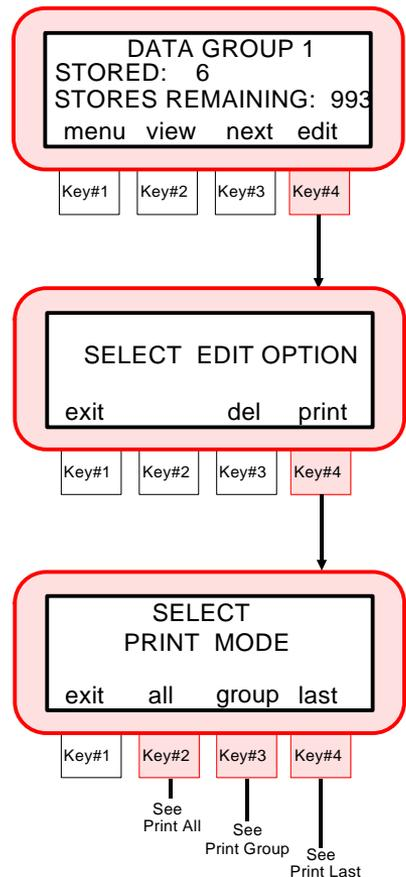 DATA GROUP 1
STORED: 6
STORES REMAINING: 993
menu view next edit
Key#1 Key#2 Key#3 Key#4
SELECT EDIT OPTION
exit del print
Key#1 Key#2 Key#3 Key#4
SELECT
PRINT MODE
exit all group last
Key#1 Key#2 Key#3 Key#4
See
Print All
See
Print Group
See
Print Last